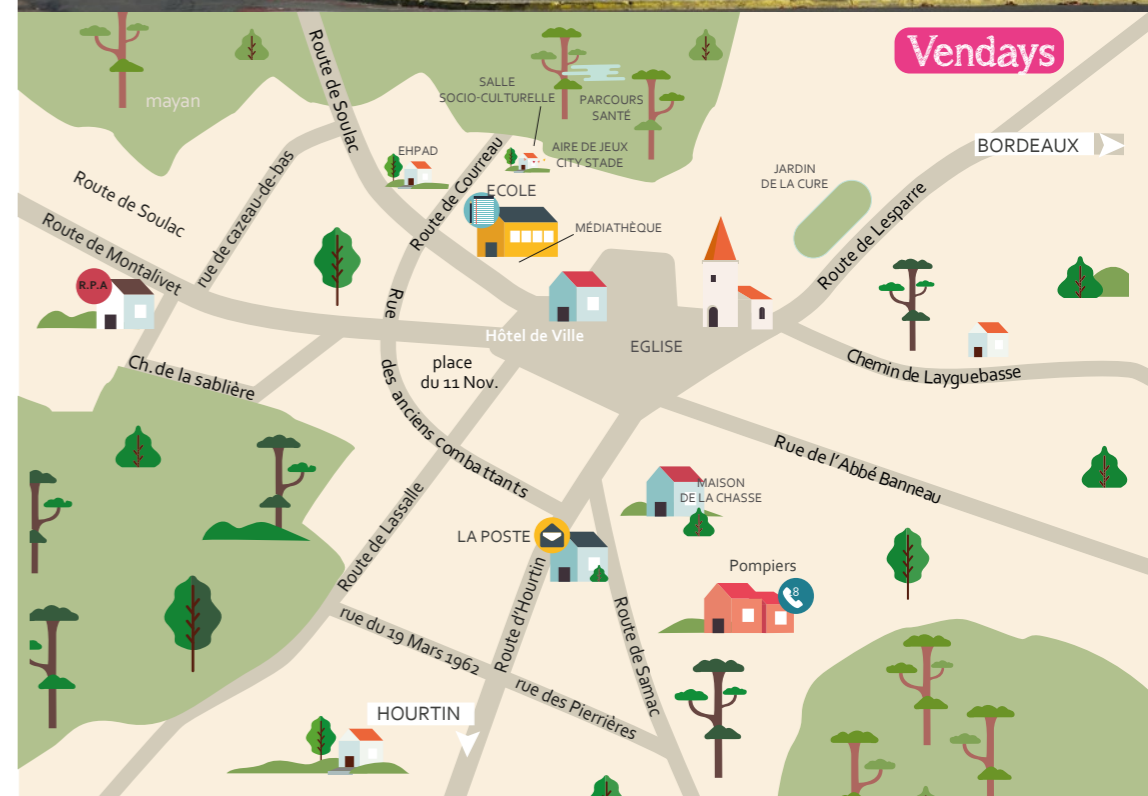 Vendays
mayan
Route de Soulac
SALLE
SOCIO-CULTURELLE
PARCOURS
SANTÉ
AIRE DE JEUX
CITY STADE
EHPAD
Route de Courreau
ECOLE
MÉDIATHÈQUE
JARDIN
DE LA CURE
BORDEAUX
Route de Lesparre
Route de Soulac
rue de cazeau-de-bas
Route de Montalivet
R.P.A
Rue
des anciens combattants
Hôtel de Ville
EGLISE
place
du 11 Nov.
Ch. de la sablière
Chemin de Layguebasse
Rue de l'Abbé Banneau
MAISON
DE LA CHASSE
Route de Lassalle
LA POSTE
Pompiers
18
Route d'Hourtin
Route de Samac
rue du 19 Mars 1962
rue des Pierrières
HOURTIN